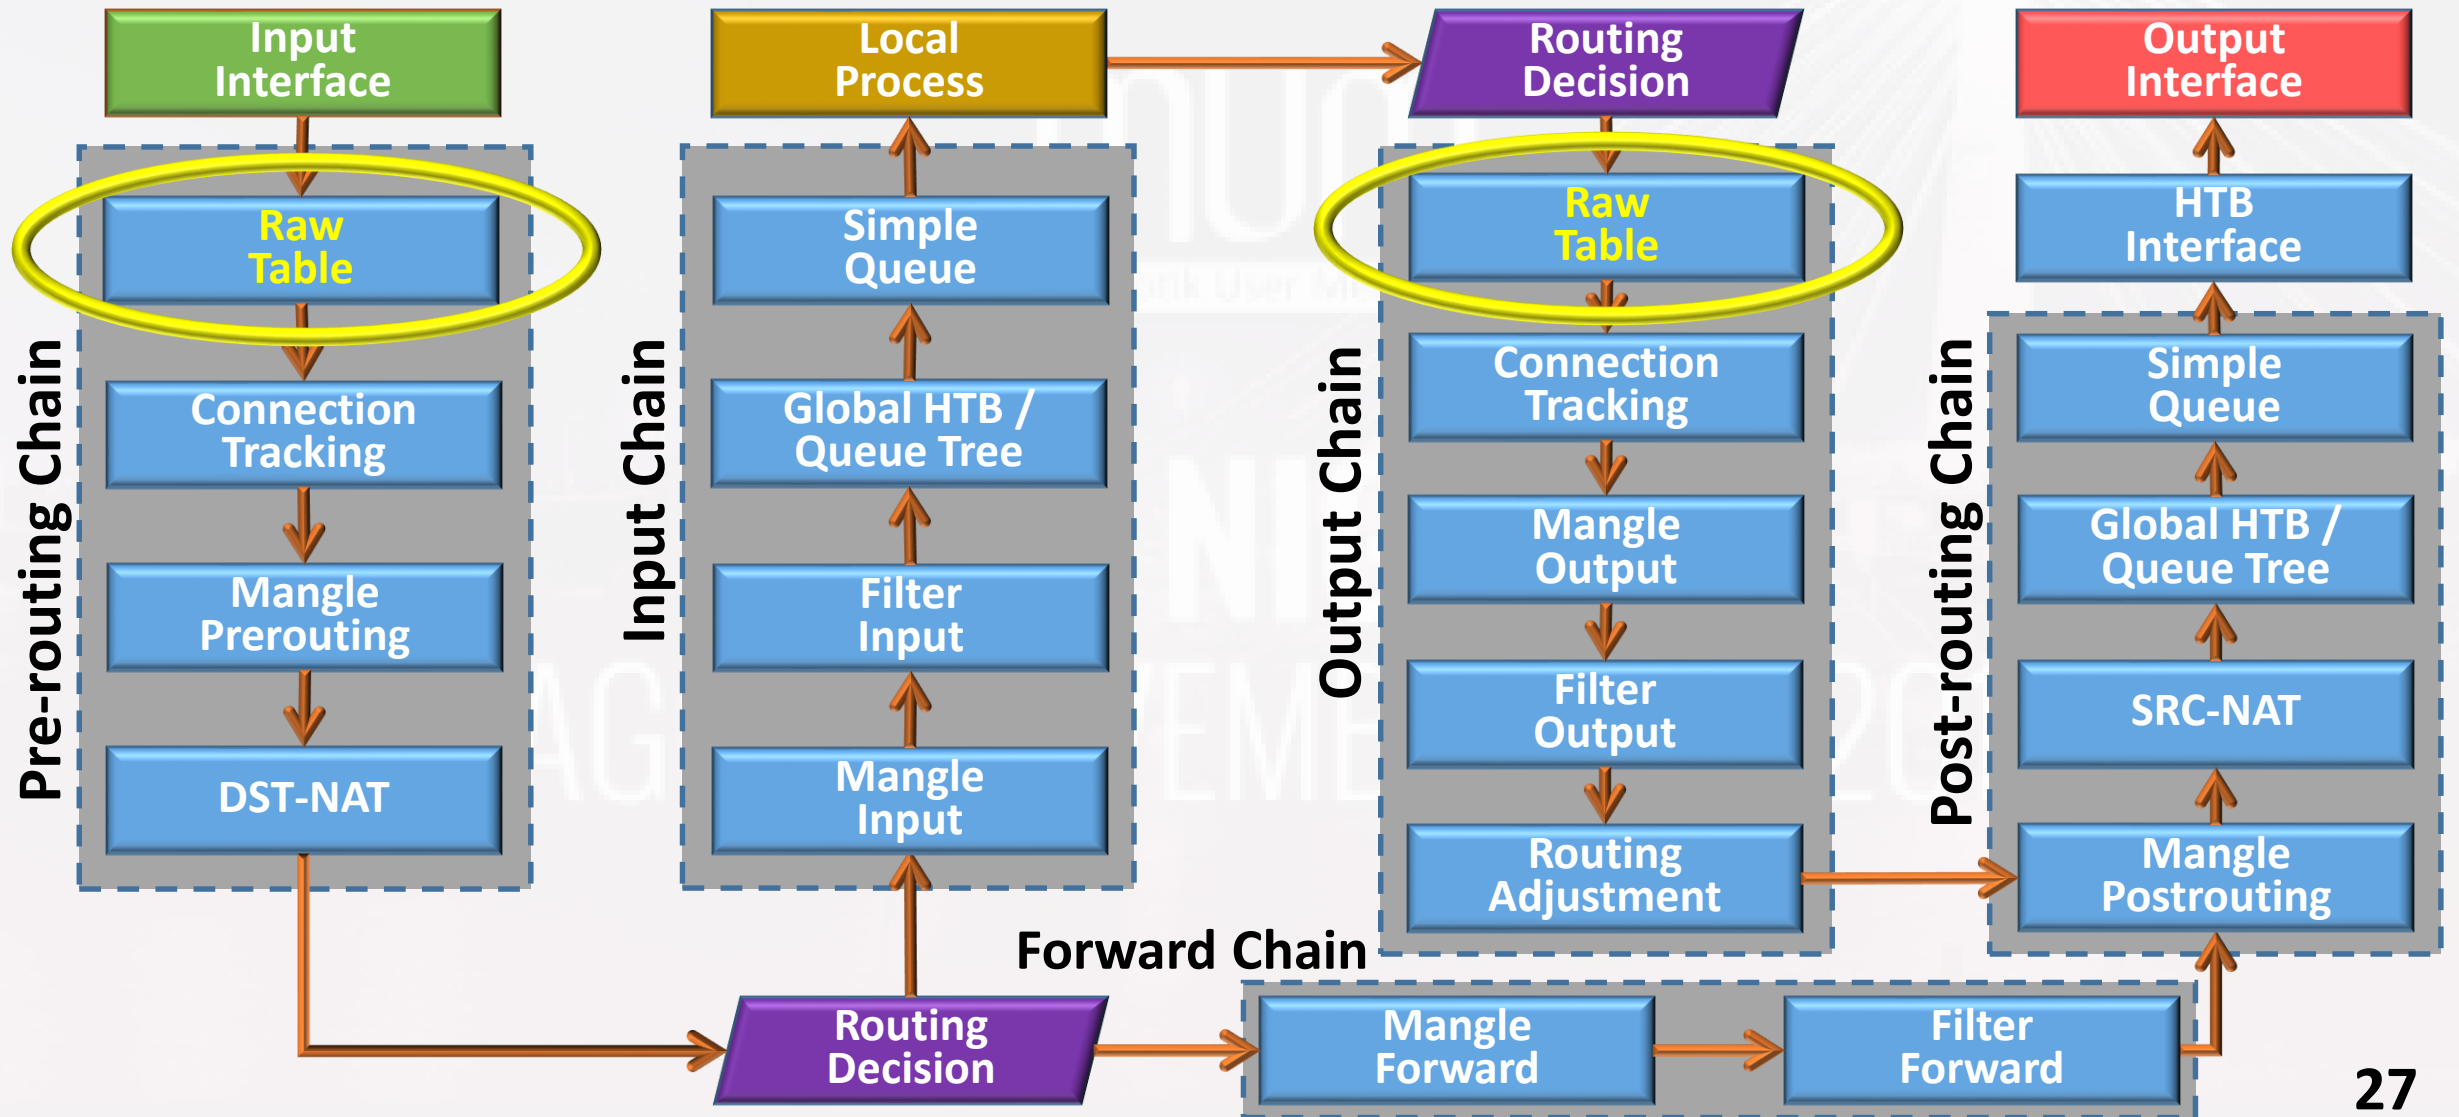 Input
Interface
Pre-routing Chain
Raw
Table
Connection
Tracking
Mangle
Prerouting
DST-NAT
Local
Process
Input Chain
Simple
Queue
Global HTB /
Queue Tree
Filter
Input
Mangle
Input
Routing
Decision
Routing
Decision
Output Chain
Raw
Table
Connection
Tracking
Mangle
Output
Filter
Output
Routing
Adjustment
Forward Chain
Mangle
Forward
Filter
Forward
Output
Interface
HTB
Interface
Post-routing Chain
Simple
Queue
Global HTB /
Queue Tree
SRC-NAT
Mangle
Postrouting
27